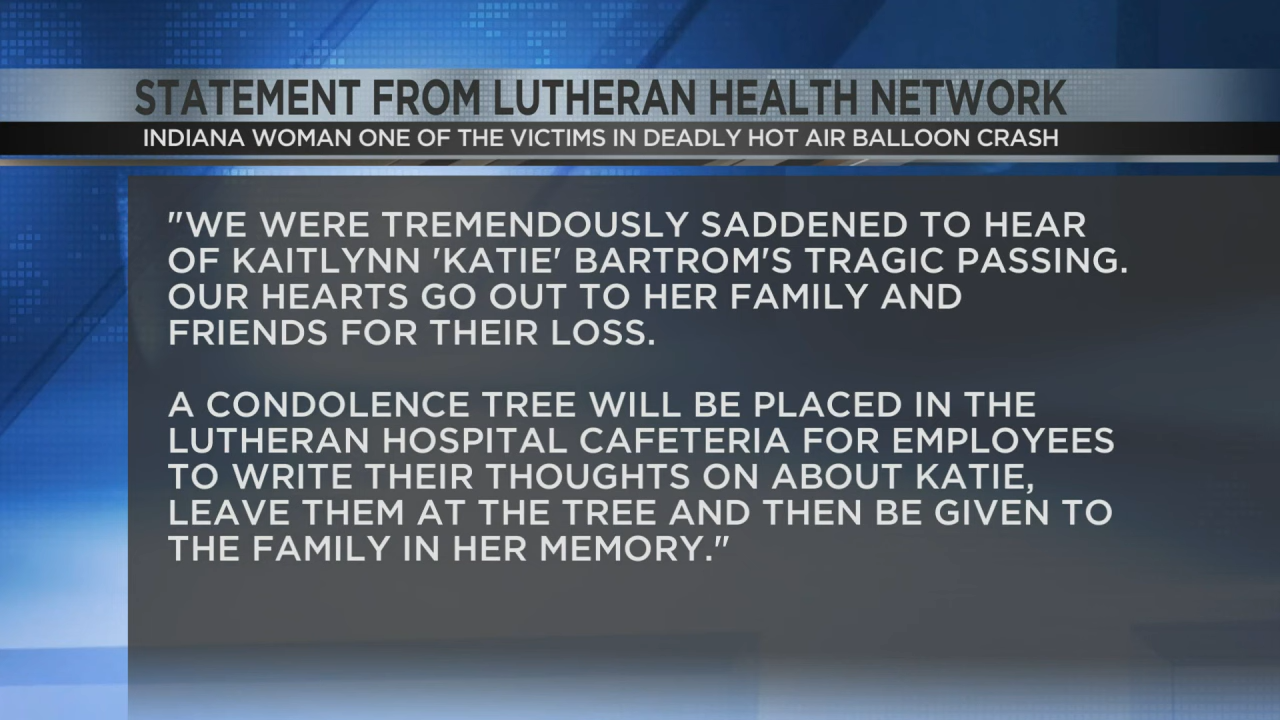 STATEMENT FROM LUTHERAN HEALTH NETWORK
INDIANA WOMAN ONE OF THE VICTIMS IN DEADLY HOT AIR BALLOON CRASH
"WE WERE TREMENDOUSLY SADDENED TO HEAR
OF KAITLYNN 'KATIE' BARTROM'S TRAGIC PASSING.
OUR HEARTS GO OUT TO HER FAMILY AND
FRIENDS FOR THEIR LOSS.
A CONDOLENCE TREE WILL BE PLACED IN THE
LUTHERAN HOSPITAL CAFETERIA FOR EMPLOYEES
TO WRITE THEIR THOUGHTS ON ABOUT KATIE,
LEAVE THEM AT THE TREE AND THEN BE GIVEN TO
THE FAMILY IN HER MEMORY."